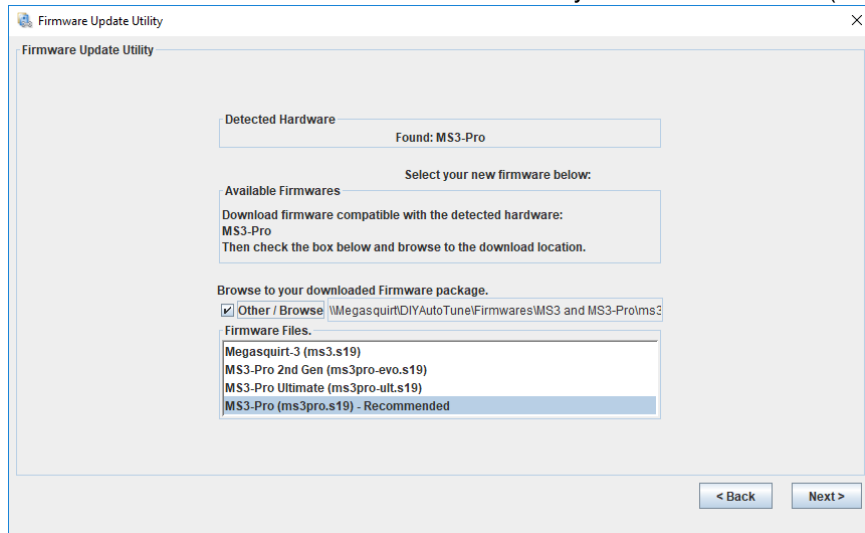 Firmware Update Utility
Firmware Update Utility
Detected Hardware
Found: MS3-Pro
Select your new firmware below:
Available Firmwares
Download firmware compatible with the detected hardware:
MS3-Pro
Then check the box below and browse to the download location.
Browse to your downloaded Firmware package.
Other / Browse \\Megasquirt\DIYAutoTune\Firmwares\MS3 and MS3-Pro\ms3
Firmware Files.
Megasquirt-3 (ms3.s19)
MS3-Pro 2nd Gen (ms3pro-evo.s19)
MS3-Pro Ultimate (ms3pro-ult.s19)
MS3-Pro (ms3pro.s19) - Recommended
< Back Next >